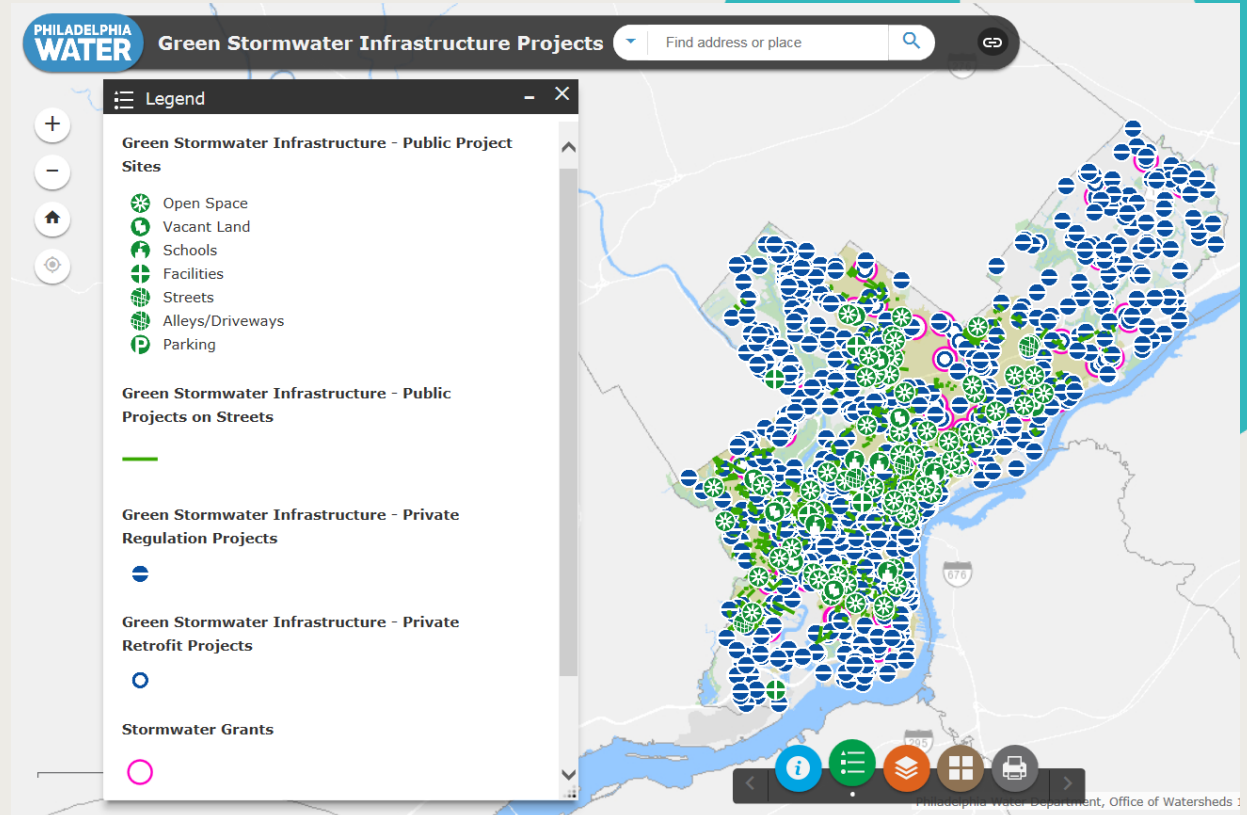 PHILADELPHIA
WATER
Green Stormwater Infrastructure Projects
Find address or place
Legend
Green Stormwater Infrastructure - Public Project
Sites
Open Space
Vacant Land
Schools
Facilities
Streets
Alleys/Driveways
P Parking
Green Stormwater Infrastructure - Public
Projects on Streets
Green Stormwater Infrastructure - Private
Regulation Projects
Green Stormwater Infrastructure - Private
Retrofit Projects
Stormwater Grants
676
295
i
Philadelphia Water Department, Office of Watersheds